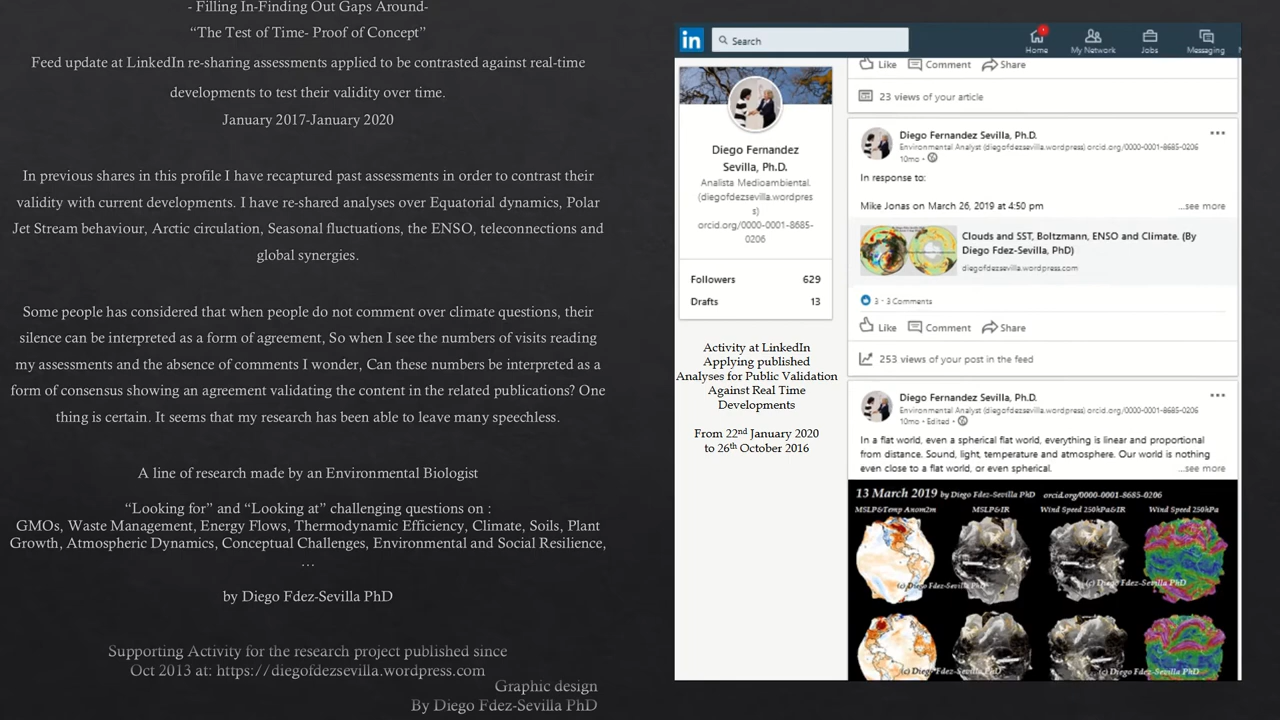 - Filling In-Finding Out Gaps Around-
“The Test of Time- Proof of Concept”
Feed update at LinkedIn re-sharing assessments applied to be contrasted against real-time
developments to test their validity over time.
January 2017-January 2020
In previous shares in this profile I have recaptured past assessments in order to contrast their
validity with current developments. I have re-shared analyses over Equatorial dynamics, Polar
Jet Stream behaviour, Arctic circulation, Seasonal fluctuations, the ENSO, teleconnections and
global synergies.
Some people has considered that when people do not comment over climate questions, their
silence can be interpreted as a form of agreement, So when I see the numbers of visits reading
my assessments and the absence of comments I wonder, Can these numbers be interpreted as a
form of consensus showing an agreement validating the content in the related publications? One
thing is certain. It seems that my research has been able to leave many speechless.
A line of research made by an Environmental Biologist
“Looking for” and “Looking at” challenging questions on :
GMOs, Waste Management, Energy Flows, Thermodynamic Efficiency, Climate, Soils, Plant
Growth, Atmospheric Dynamics, Conceptual Challenges, Environmental and Social Resilience,
…
by Diego Fdez-Sevilla PhD
Supporting Activity for the research project published since
Oct 2013 at: https://diegofdezsevilla.wordpress.com
Graphic design
By Diego Fdez-Sevilla PhD
in
Search
Home
My Network
Jobs
Messaging
Diego Fernandez
Sevilla, Ph.D.
Analista Medioambiental.
(diegofdezsevilla.wordpres
s)
orcid.org/0000-0001-8685-
0206
Followers 629
Drafts 13
Activity at LinkedIn
Applying published
Analyses for Public Validation
Against Real Time
Developments
From 22nd January 2020
to 26th October 2016
Like Comment Share
23 views of your article
Diego Fernandez Sevilla, Ph.D.
Environmental Analyst (diegofdezsevilla.wordpress) orcid.org/0000-0001-8685-0206
10mo •
In response to:
Mike Jonas on March 26, 2019 at 4:50 pm ...see more
Clouds and SST, Boltzmann, ENSO and Climate. (By
Diego Fdez-Sevilla, PhD)
diegofdezsevilla.wordpress.com
3 · 3 Comments
Like Comment Share
253 views of your post in the feed
Diego Fernandez Sevilla, Ph.D.
Environmental Analyst (diegofdezsevilla.wordpress) orcid.org/0000-0001-8685-0206
10mo • Edited •
In a flat world, even a spherical flat world, everything is linear and proportional
from distance. Sound, light, temperature and atmosphere. Our world is nothing
even close to a flat world, or even spherical. ...see more
13 March 2019 by Diego Fdez-Sevilla PhD orcid.org/0000-0001-8685-0206
MSLP&Temp Anom2m MSLP&IR Wind Speed 250hPa&IR Wind Speed 250hPa
(c) Diego Fdez-Sevilla PhD (c) Diego Fdez-Sevilla PhD
(c) Diego Fdez-Sevilla PhD (c) Diego Fdez-Sevilla PhD